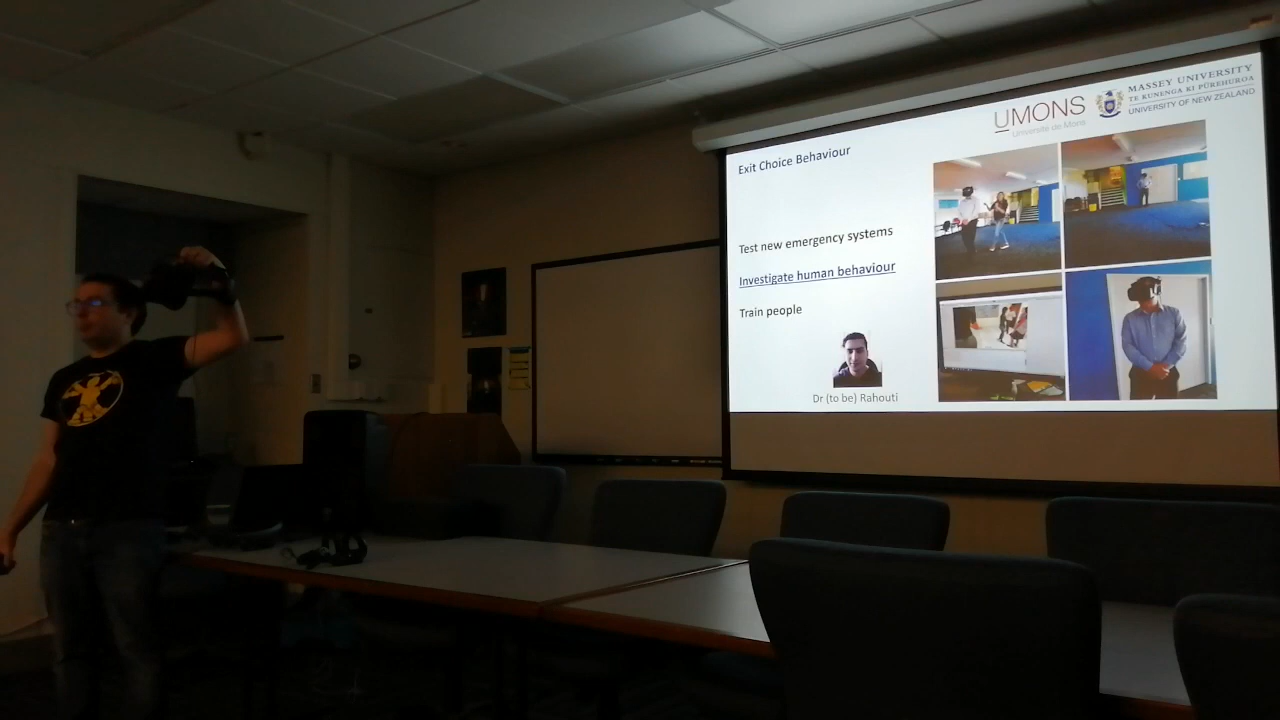 UMONS
Université de Mons
MASSEY UNIVERSITY
TE KUNENGA KI PŪREHUROA
UNIVERSITY OF NEW ZEALAND
Exit Choice Behaviour
Test new emergency systems
Investigate human behaviour
Train people
Dr (to be) Rahouti